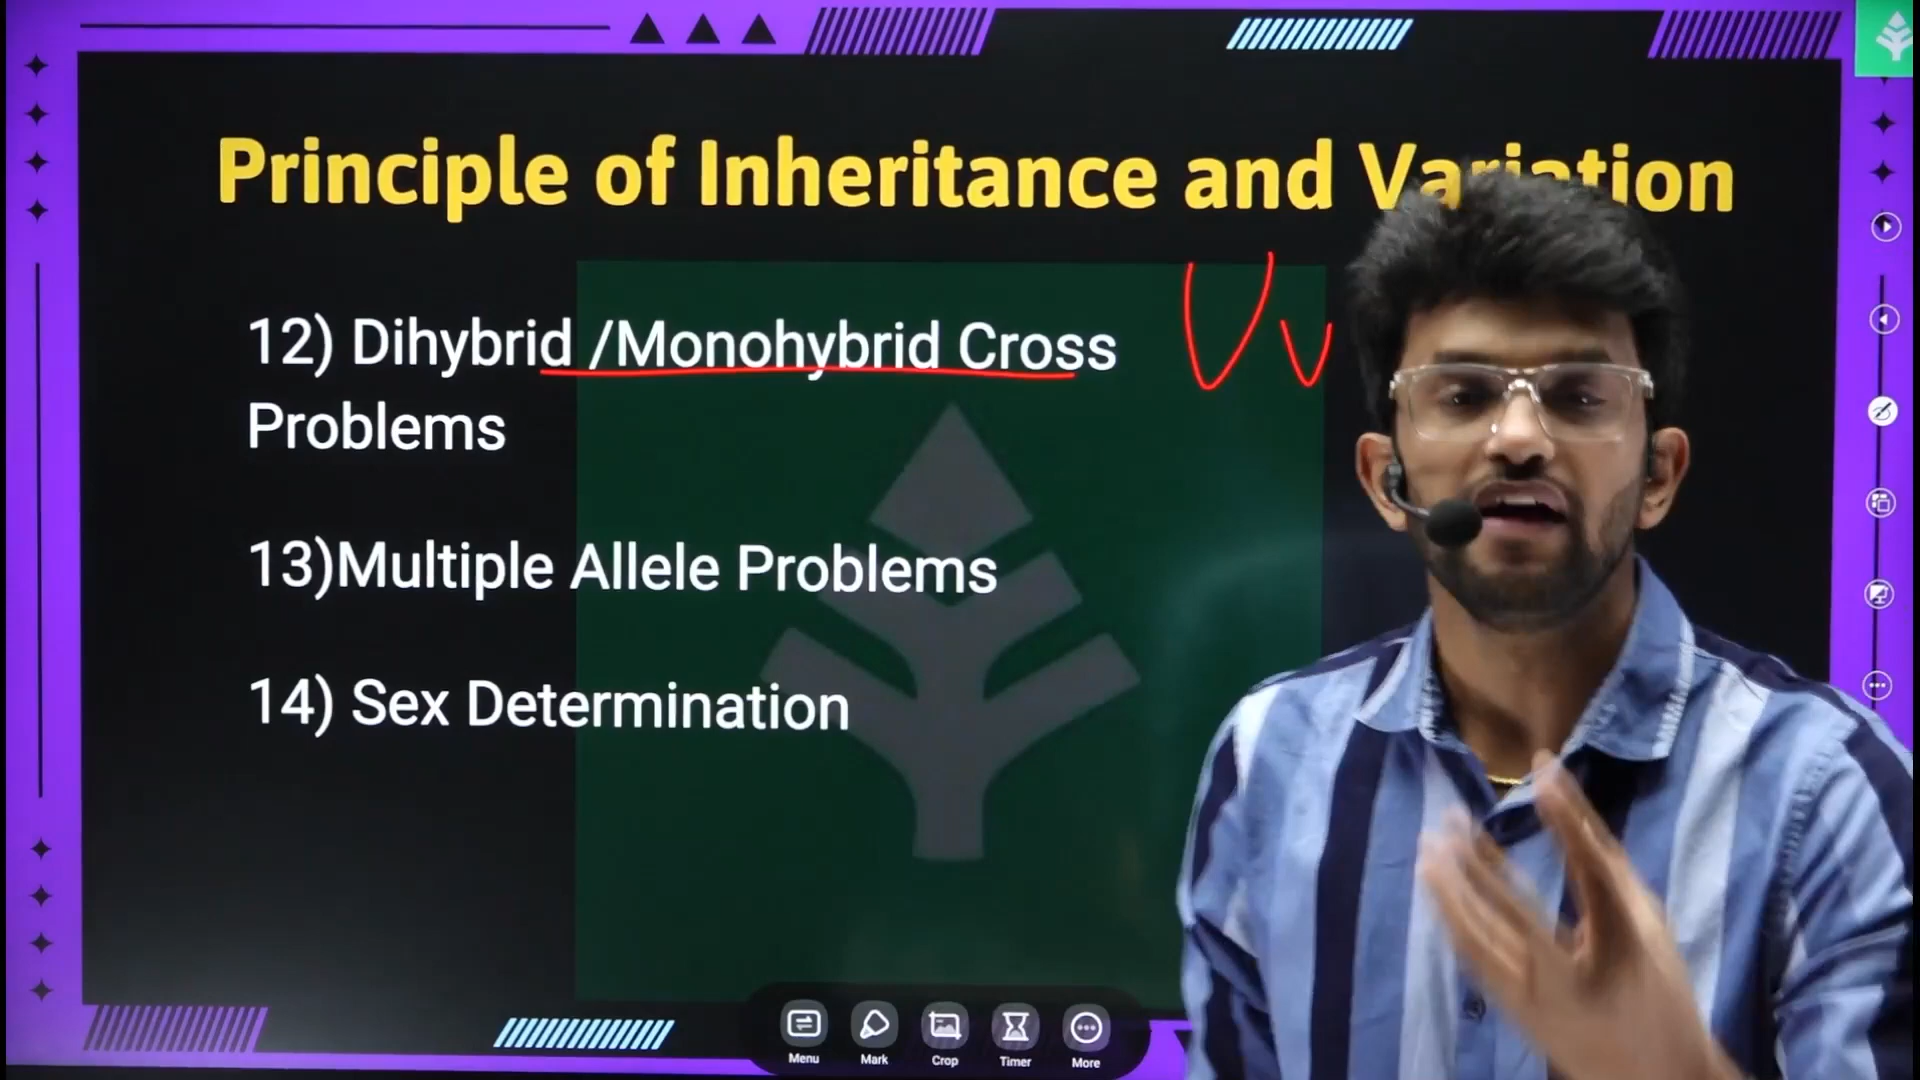 Principle of Inheritance and Variation
12) Dihybrid /Monohybrid Cross
Problems
13)Multiple Allele Problems
14) Sex Determination
Menu
Mark
Crop
Timer
More